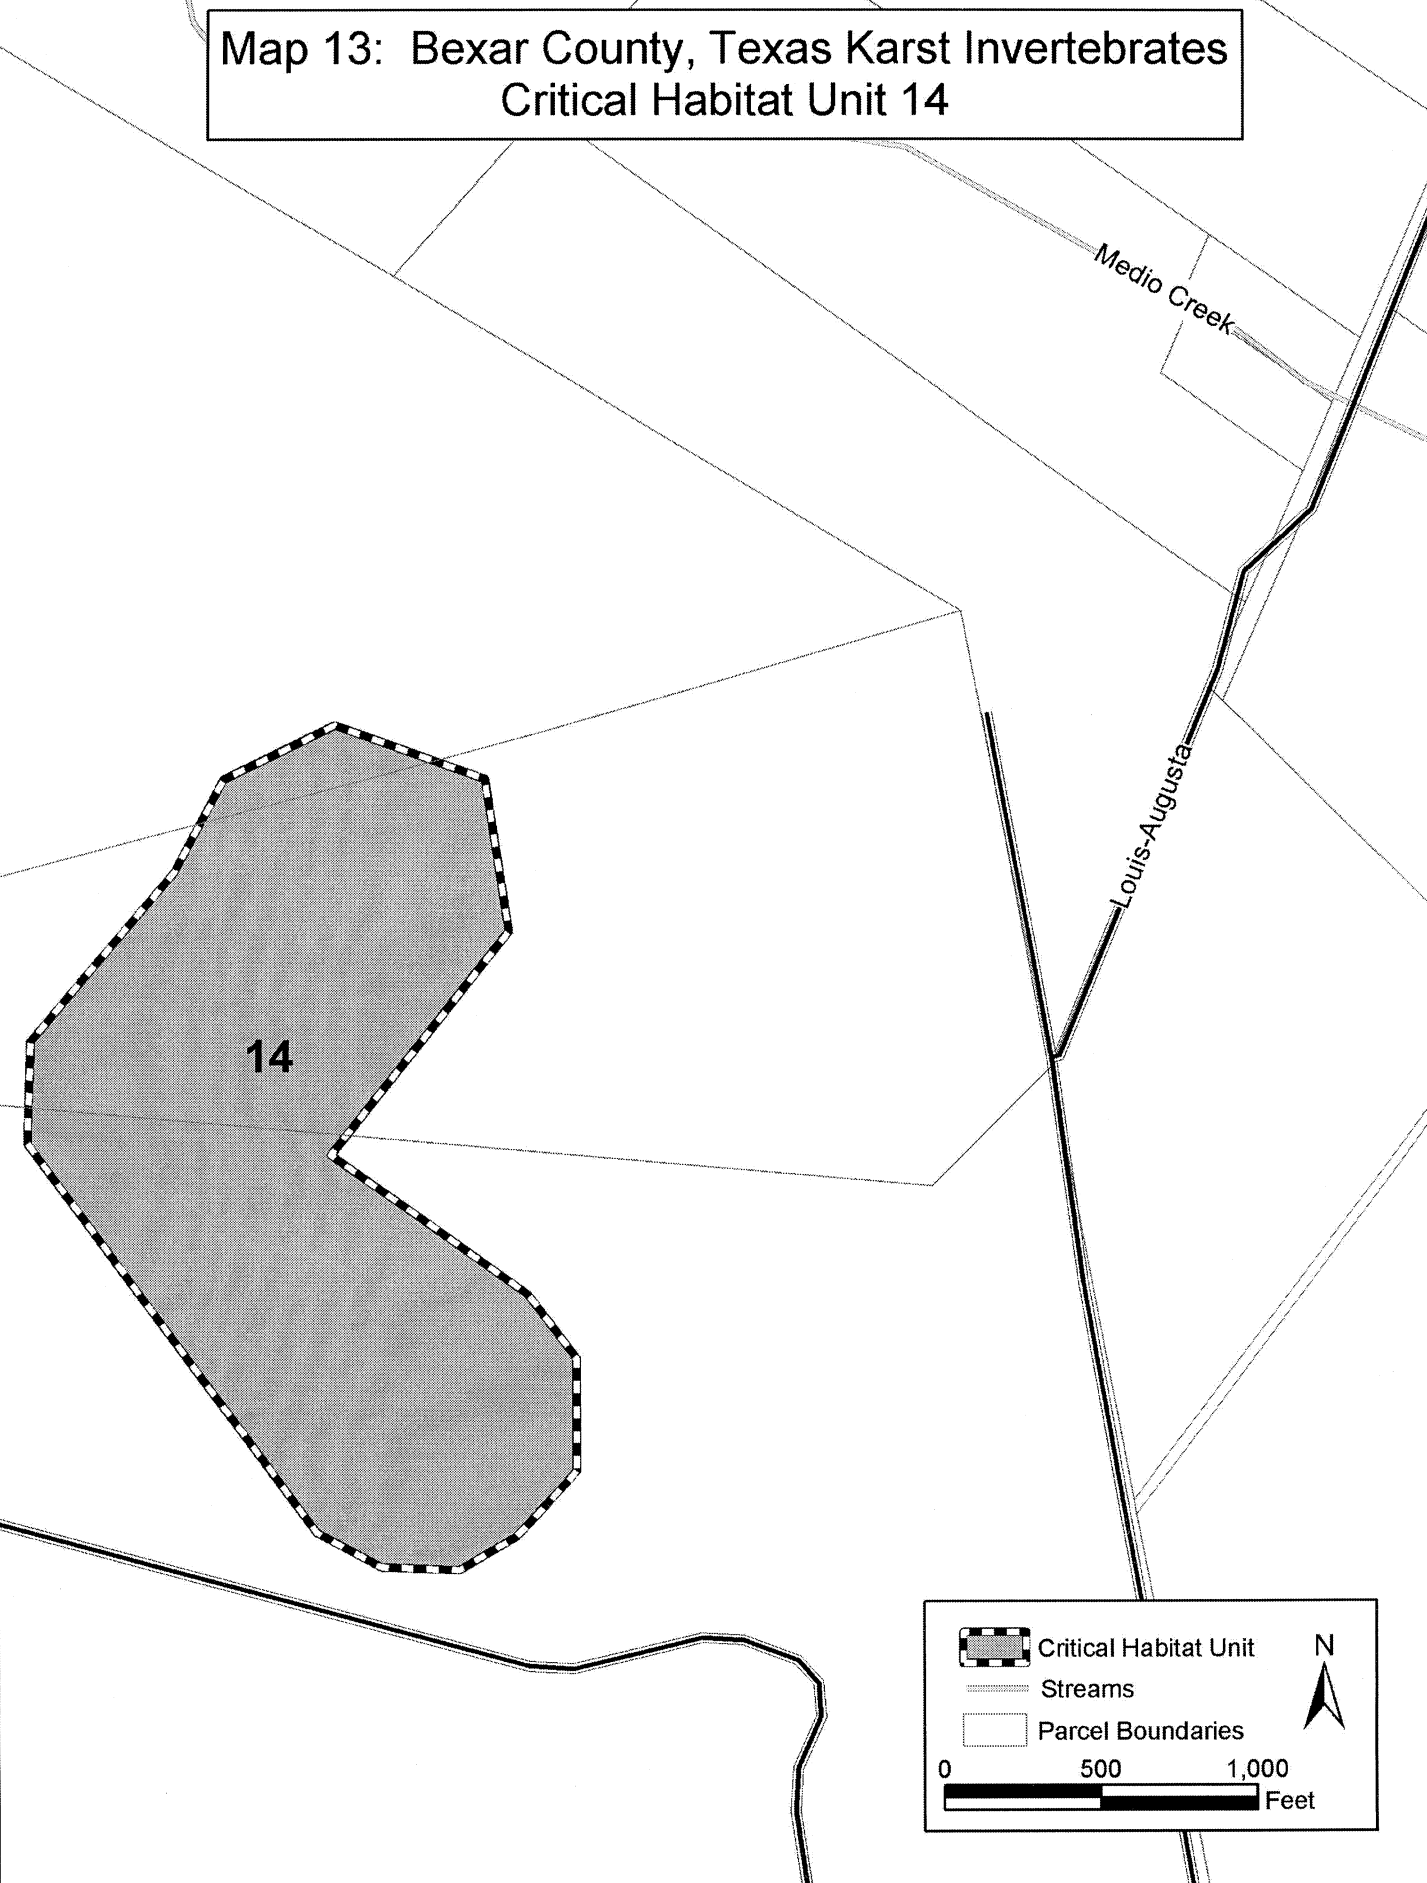 Map 13: Bexar County, Texas Karst Invertebrates
Critical Habitat Unit 14
Medio Creek
Louis-Augusta
14
Critical Habitat Unit
N
Streams
Parcel Boundaries
0 500 1,000
Feet